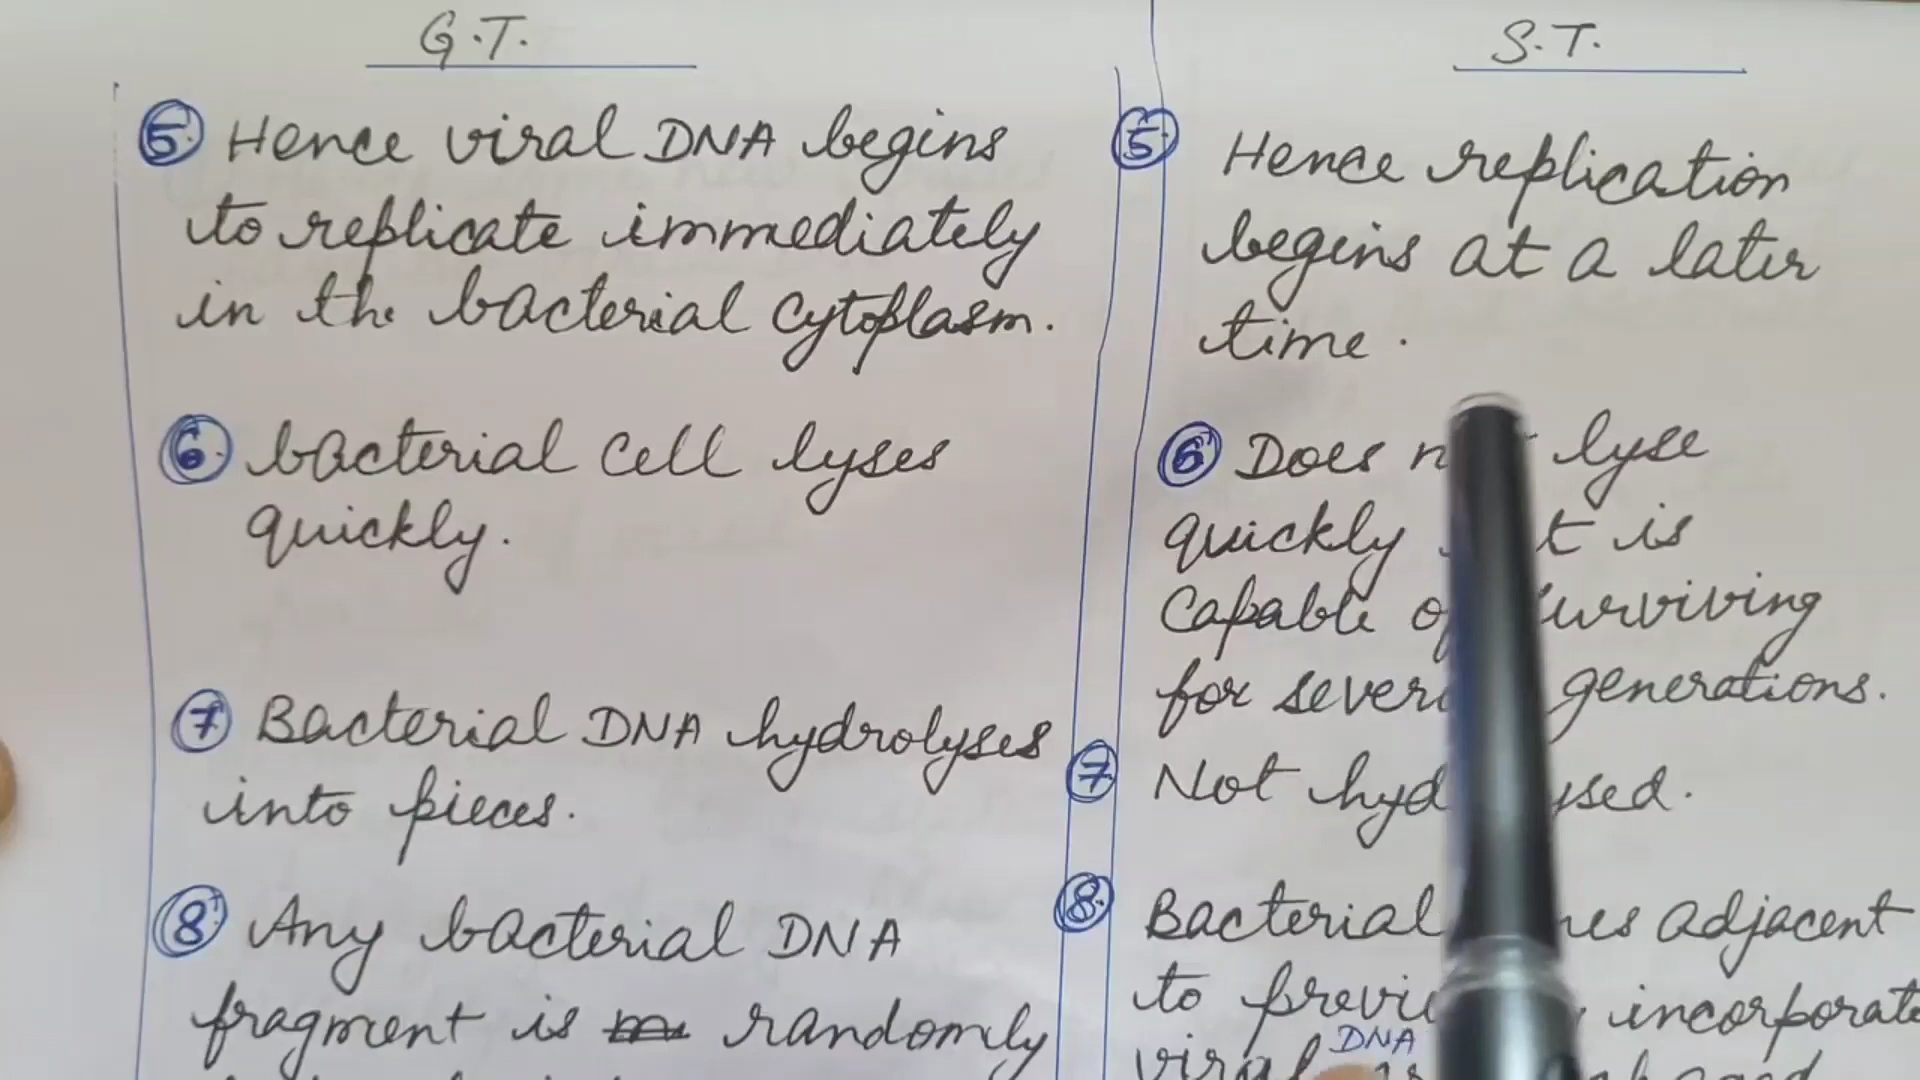 G.T.
5. Hence viral DNA begins
to replicate immediately
in the bacterial cytoplasm.
6. bacterial cell lyses
quickly.
7. Bacterial DNA hydrolyses
into pieces.
8. Any bacterial DNA
fragment is randomly
S.T.
5. Hence replication
begins at a later
time.
6. Does lyse
quickly is
Capable
for generations.
7. Not
8. Bacterial adjacent
to
viral DNA